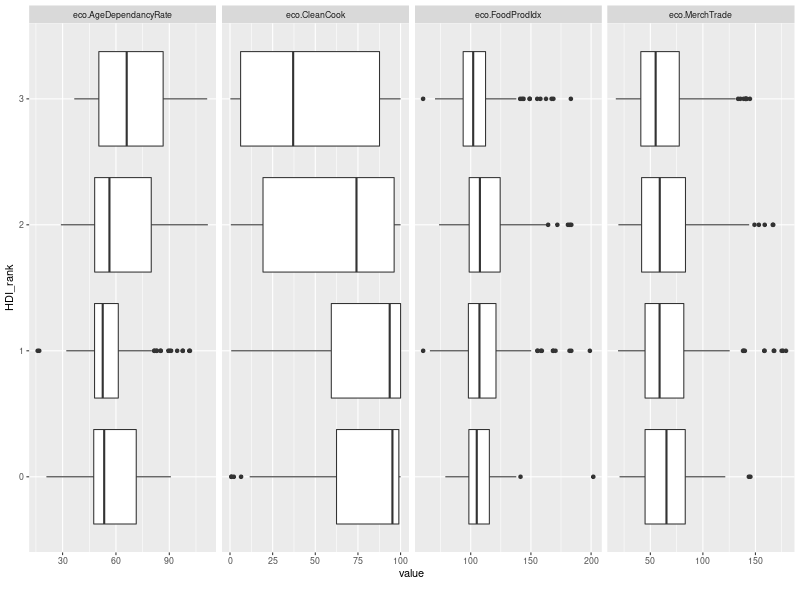 eco.AgeDependancyRate eco.CleanCook eco.FoodProdIdx eco.MerchTrade
3
2
1
0
HDI_rank
30 60 90 0 25 50 75 100 100 150 200 50 100 150
value